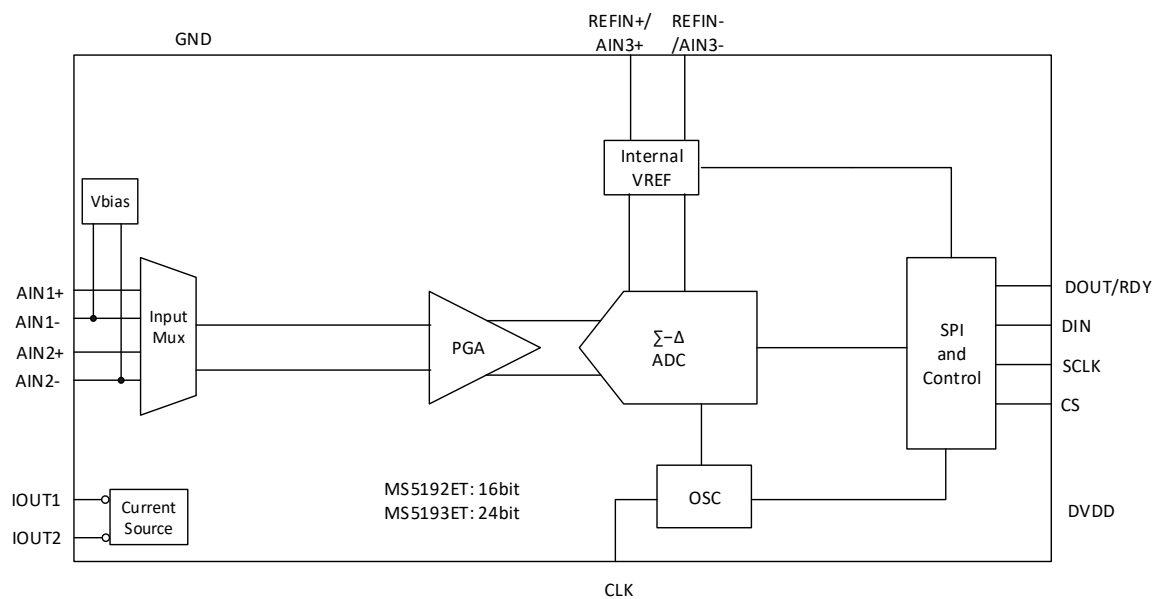 GND
REFIN+/
AIN3+
REFIN-
/AIN3-
Internal
VREF
Vbias
AIN1+
AIN1-
AIN2+
AIN2-
Input
Mux
PGA
∑−Δ
ADC
SPI
and
Control
DOUT/RDY
DIN
SCLK
CS
IOUT1
IOUT2
Current
Source
MS5192ET: 16bit
MS5193ET: 24bit
OSC
DVDD
CLK